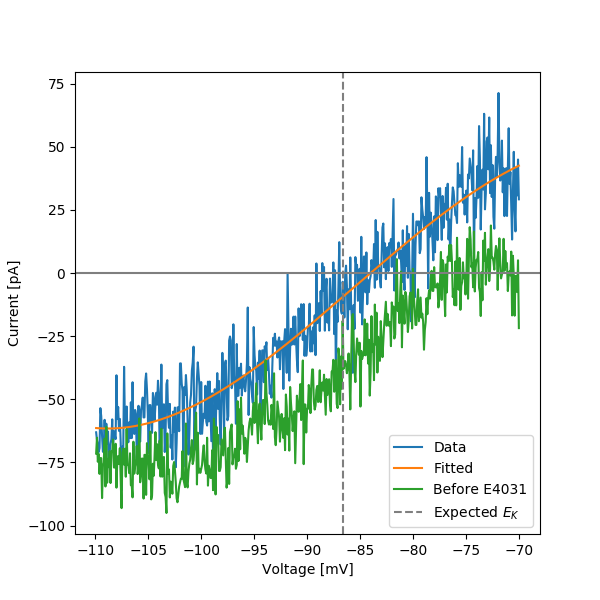 75
50
25
0
−25
−50
−75
−100
Current [pA]
Data
Fitted
Before E4031
Expected E_K
−110 −105 −100 −95 −90 −85 −80 −75 −70
Voltage [mV]